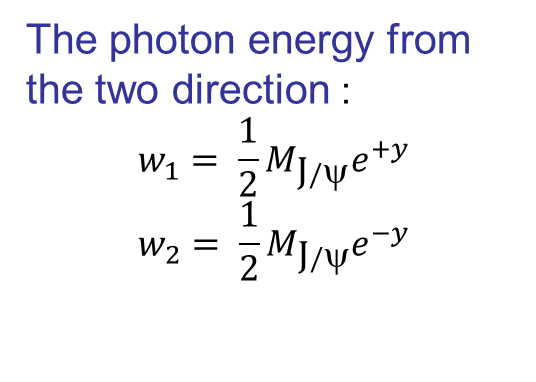 The photon energy from
the two direction :
w₁ = 1/2 M_J/ψ e^+y
w₂ = 1/2 M_J/ψ e^−y